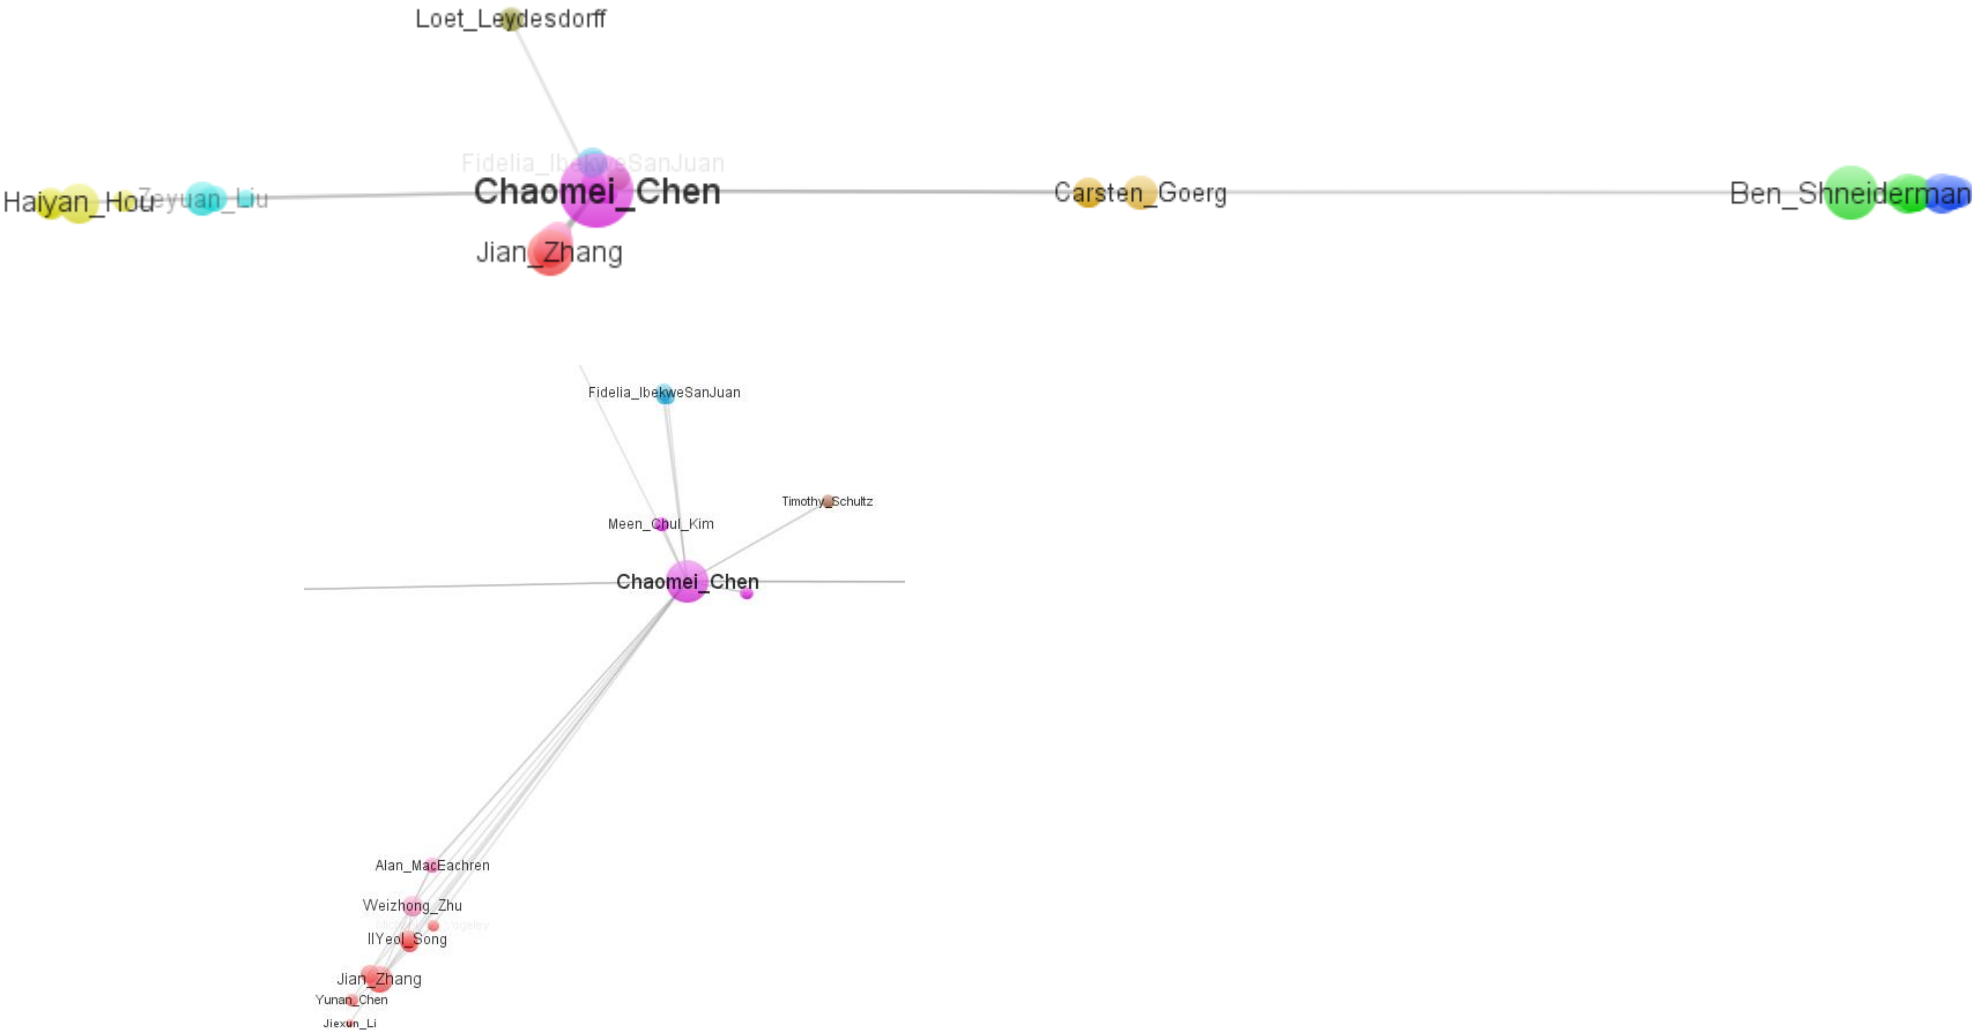 Loet_Leydesdorff
Fidelia_IbekweSanJuan
Haiyan_Hou
Zeyuan_Liu
Chaomei_Chen
Carsten_Goerg
Ben_Shneiderman
Jian_Zhang
Fidelia_IbekweSanJuan
Timothy_Schultz
Meen_Chul_Kim
Chaomei_Chen
Alan_MacEachren
Weizhong_Zhu
IlYeol_Song
Jian_Zhang
Yunan_Chen
Jiexun_Li